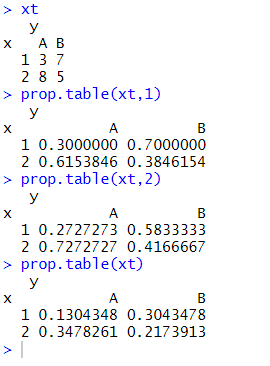 > xt
   y
x   A B
  1 3 7
  2 8 5
> prop.table(xt,1)
   y
x           A         B
  1 0.3000000 0.7000000
  2 0.6153846 0.3846154
> prop.table(xt,2)
   y
x           A         B
  1 0.2727273 0.5833333
  2 0.7272727 0.4166667
> prop.table(xt)
   y
x           A         B
  1 0.1304348 0.3043478
  2 0.3478261 0.2173913
>